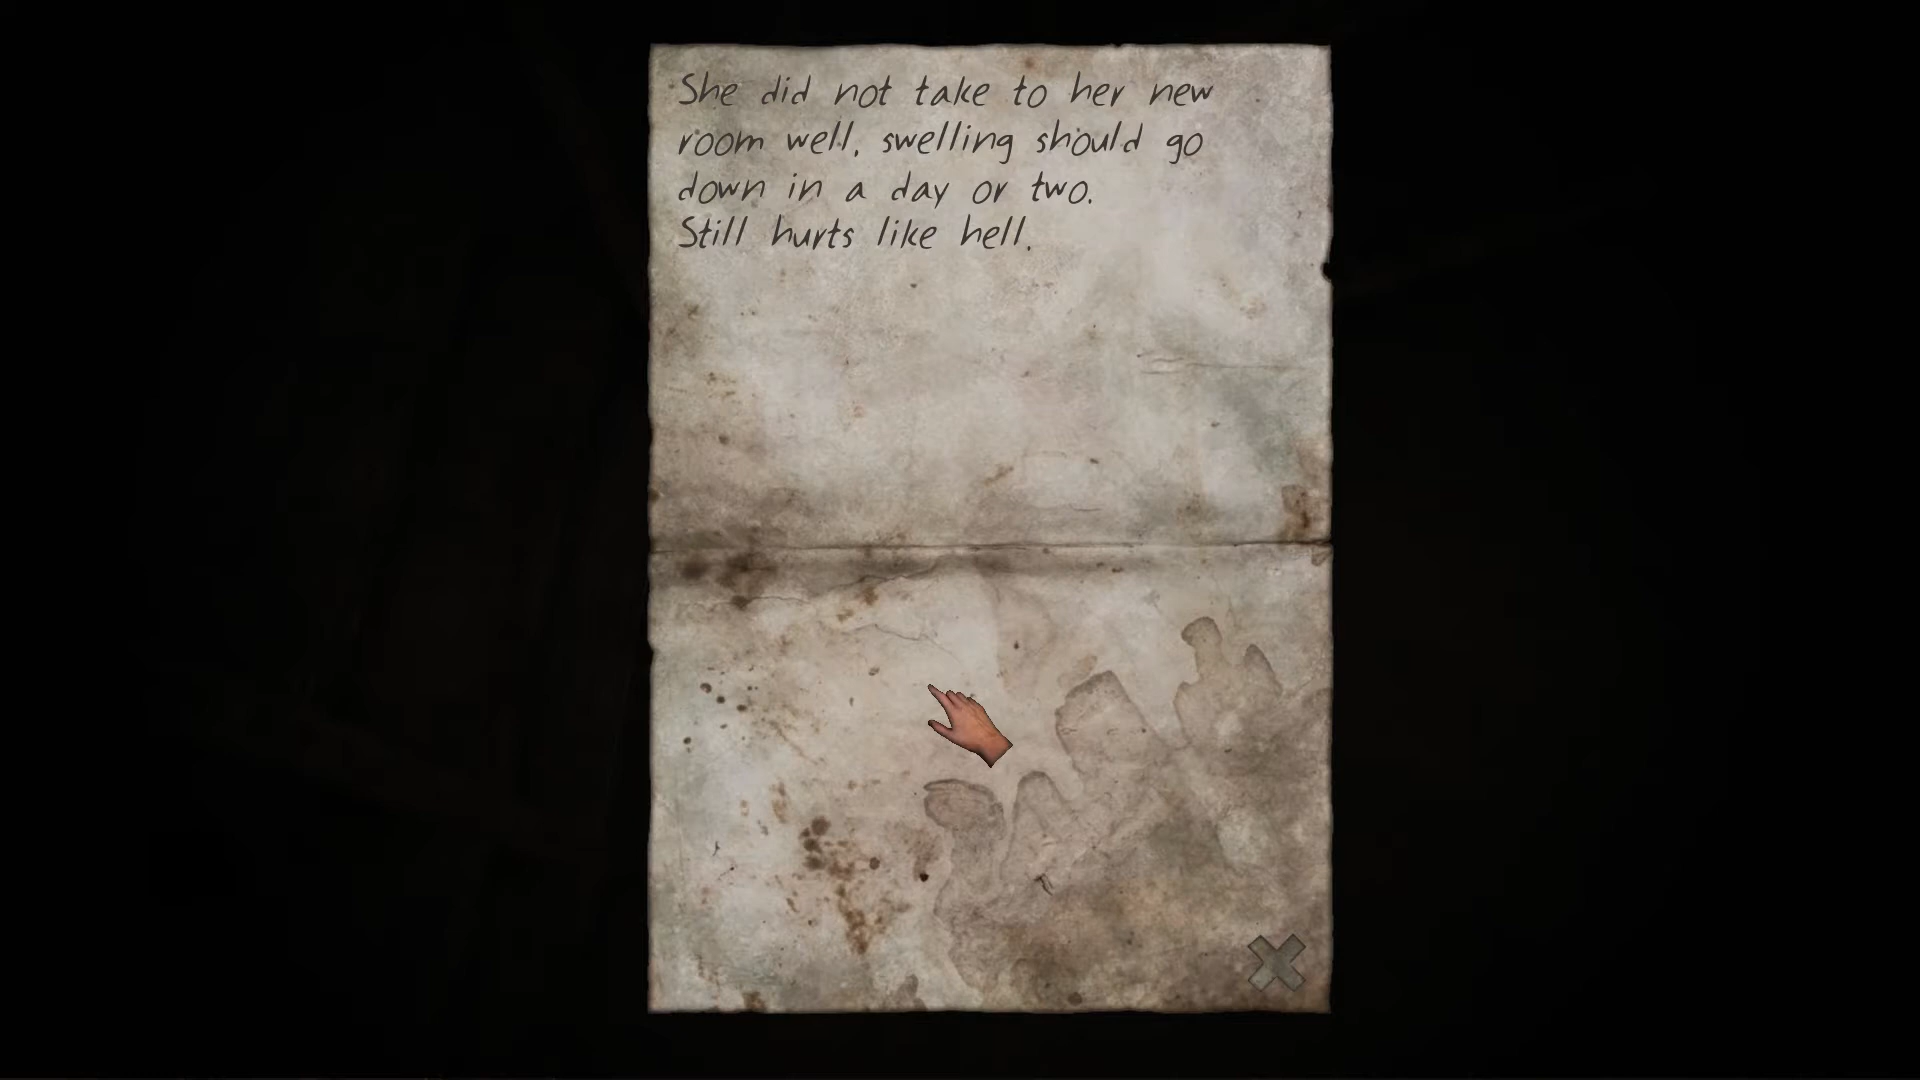 She did not take to her new
room well, swelling should go
down in a day or two.
Still hurts like hell.